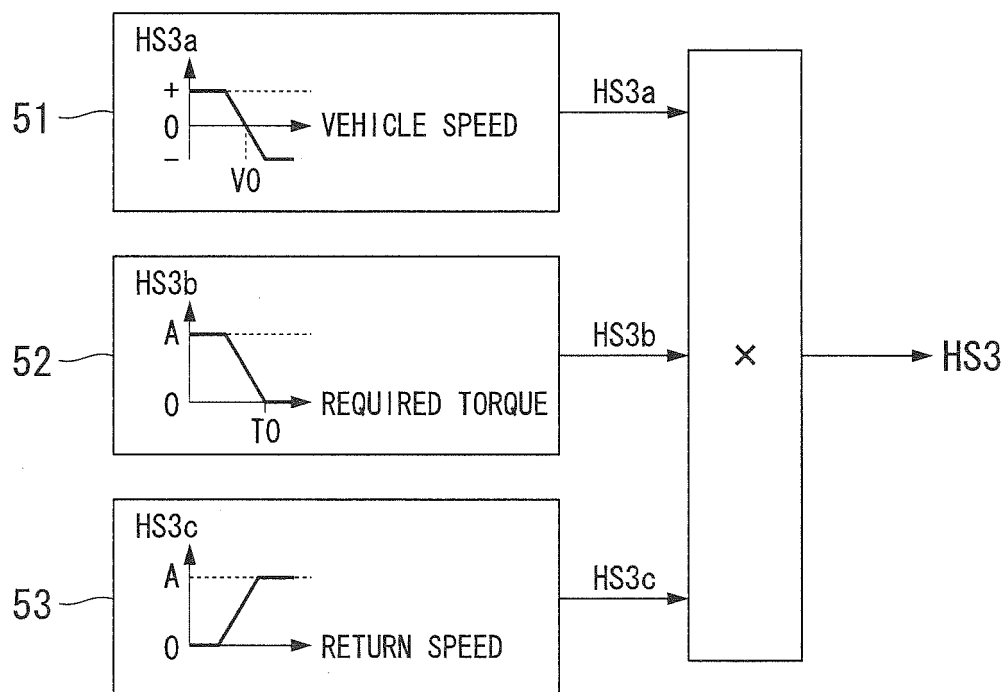 HS3a
+
0
-
VEHICLE SPEED
V0
51
HS3a
HS3b
A
0
REQUIRED TORQUE
T0
52
HS3b
×
HS3
HS3c
A
0
RETURN SPEED
53
HS3c